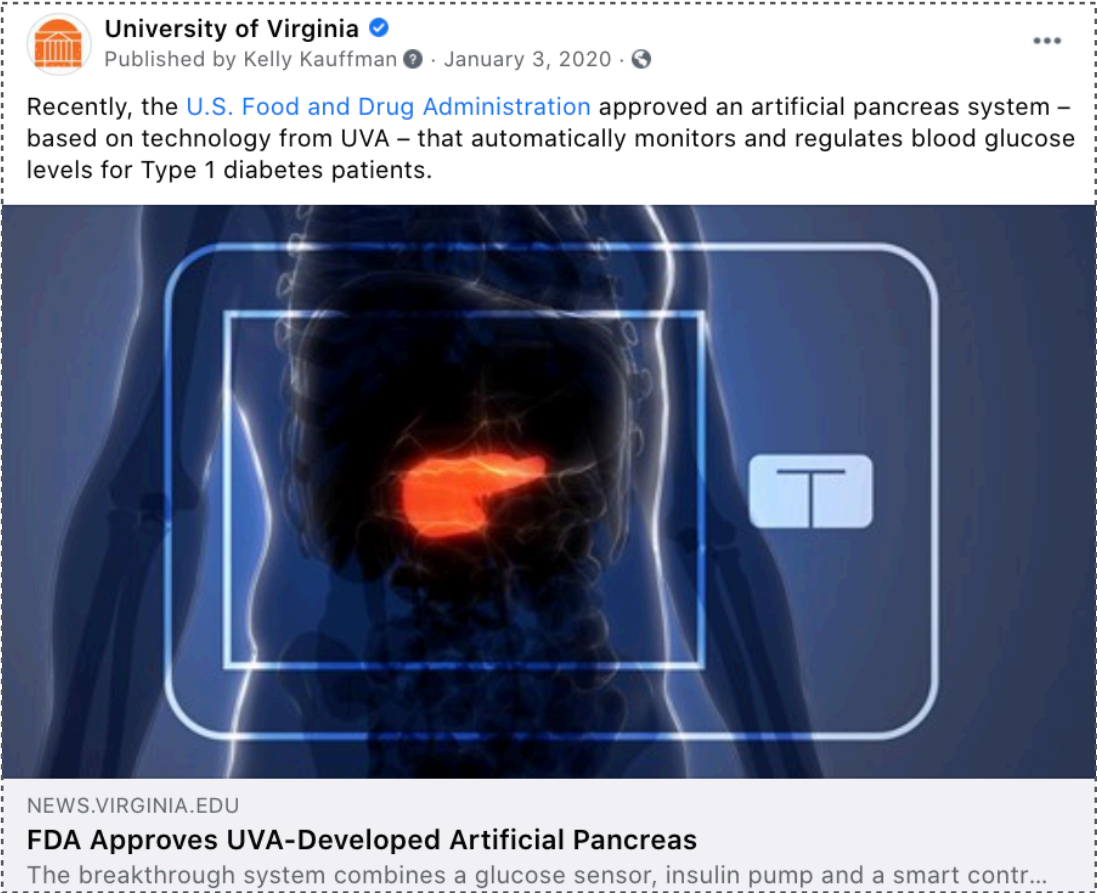 University of Virginia
Published by Kelly Kauffman ? · January 3, 2020 ·
Recently, the U.S. Food and Drug Administration approved an artificial pancreas system –
based on technology from UVA – that automatically monitors and regulates blood glucose
levels for Type 1 diabetes patients.
T
NEWS.VIRGINIA.EDU
FDA Approves UVA-Developed Artificial Pancreas
The breakthrough system combines a glucose sensor, insulin pump and a smart contr...